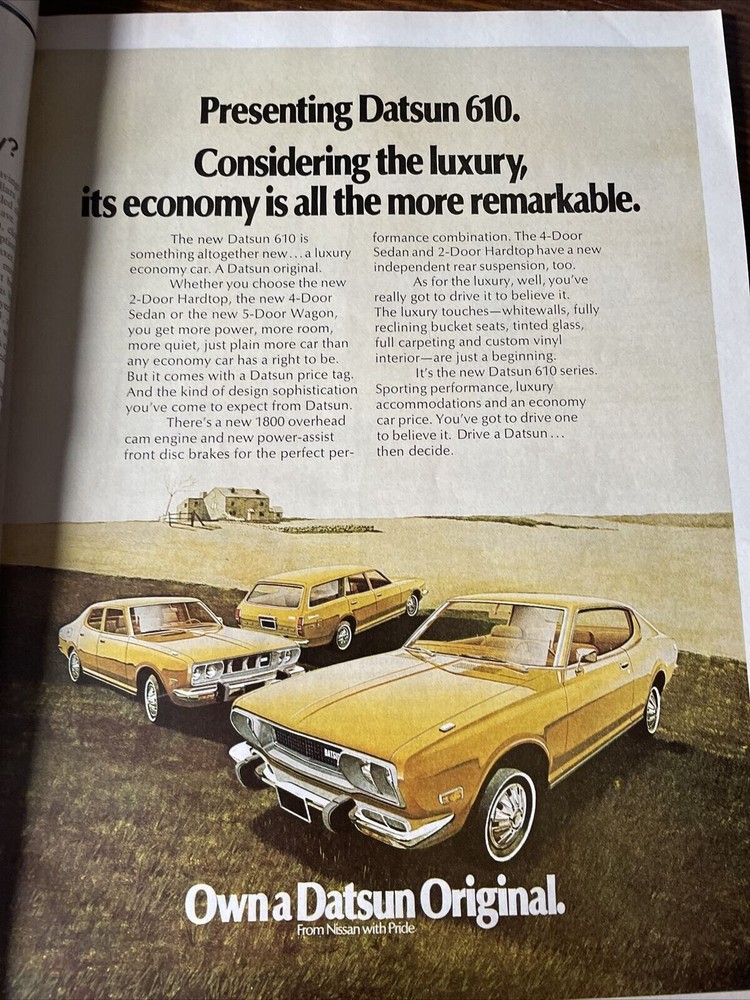 Presenting Datsun 610.
Considering the luxury,
its economy is all the more remarkable.
The new Datsun 610 is
something altogether new...a luxury
economy car. A Datsun original.
Whether you choose the new
2-Door Hardtop, the new 4-Door
Sedan or the new 5-Door Wagon,
you get more power, more room,
more quiet, just plain more car than
any economy car has a right to be.
But it comes with a Datsun price tag.
And the kind of design sophistication
you've come to expect from Datsun.
There's a new 1800 overhead
cam engine and new power-assist
front disc brakes for the perfect per-
formance combination. The 4-Door
Sedan and 2-Door Hardtop have a new
independent rear suspension, too.
As for the luxury, well, you've
really got to drive it to believe it.
The luxury touches—whitewalls, fully
reclining bucket seats, tinted glass,
full carpeting and custom vinyl
interior—are just a beginning.
It's the new Datsun 610 series.
Sporting performance, luxury
accommodations and an economy
car price. You've got to drive one
to believe it. Drive a Datsun...
then decide.
Own a Datsun Original.
From Nissan with Pride